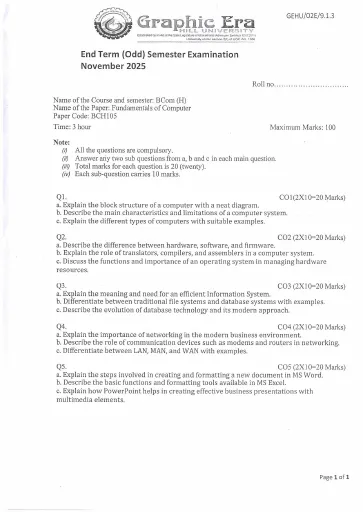 GEHU/02E/9.1.3
Graphic Era
HILL UNIVERSITY
End Term (Odd) Semester Examination
November 2025
Roll no.............................
Name of the Course and semester: BCom (H)
Name of the Paper: Fundamentals of Computer
Paper Code: BCH105
Time: 3 hour Maximum Marks: 100
Note:
(i) All the questions are compulsory.
(ii) Answer any two sub questions from a, b and c in each main question.
(iii) Total marks for each question is 20 (twenty).
(iv) Each sub-question carries 10 marks.
Q1. CO1(2X10=20 Marks)
a. Explain the block structure of a computer with a neat diagram.
b. Describe the main characteristics and limitations of a computer system.
c. Explain the different types of computers with suitable examples.
Q2. CO2 (2X10=20 Marks)
a. Describe the difference between hardware, software, and firmware.
b. Explain the role of translators, compilers, and assemblers in a computer system.
c. Discuss the functions and importance of an operating system in managing hardware
resources.
Q3. CO3 (2X10=20 Marks)
a. Explain the meaning and need for an efficient Information System.
b. Differentiate between traditional file systems and database systems with examples.
c. Describe the evolution of database technology and its modern approach.
Q4. CO4 (2X10=20 Marks)
a. Explain the importance of networking in the modern business environment.
b. Describe the role of communication devices such as modems and routers in networking.
c. Differentiate between LAN, MAN, and WAN with examples.
Q5. CO5 (2X10=20 Marks)
a. Explain the steps involved in creating and formatting a new document in MS Word.
b. Describe the basic functions and formatting tools available in MS Excel.
c. Explain how PowerPoint helps in creating effective business presentations with
multimedia elements.
Page 1 of 1